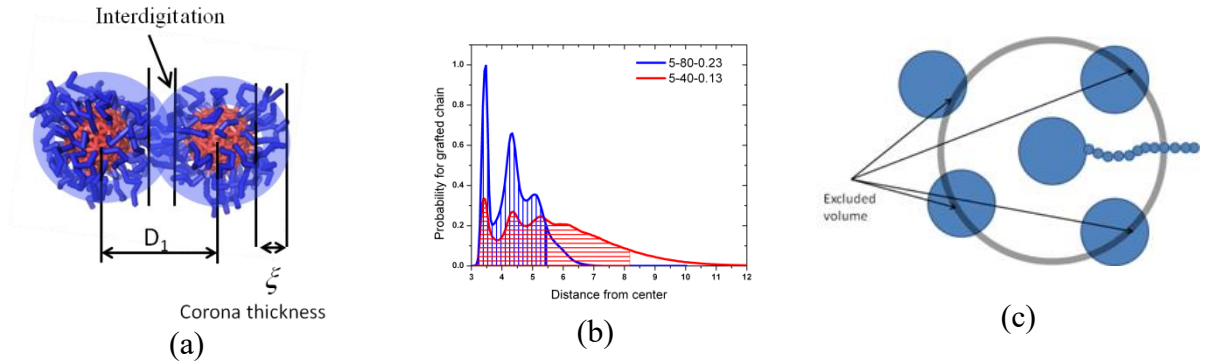 Interdigitation
D1
ξ
Corona thickness
(a)
Probability for grafted chain
1.0
0.8
0.6
0.4
0.2
0.0
5-80-0.23
5-40-0.13
3 4 5 6 7 8 9 10 11 12
Distance from center
(b)
Excluded
volume
(c)